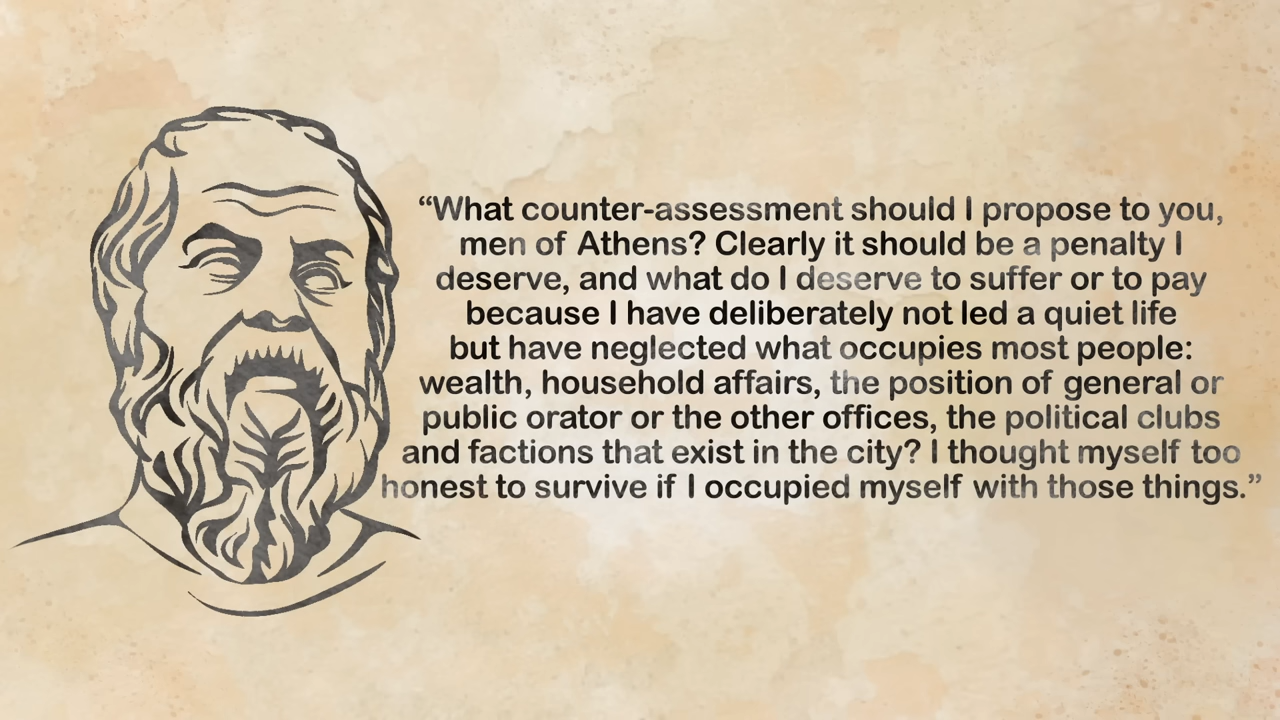 “What counter-assessment should I propose to you,
men of Athens? Clearly it should be a penalty I
deserve, and what do I deserve to suffer or to pay
because I have deliberately not led a quiet life
but have neglected what occupies most people:
wealth, household affairs, the position of general or
public orator or the other offices, the political clubs
and factions that exist in the city? I thought myself too
honest to survive if I occupied myself with those things.”